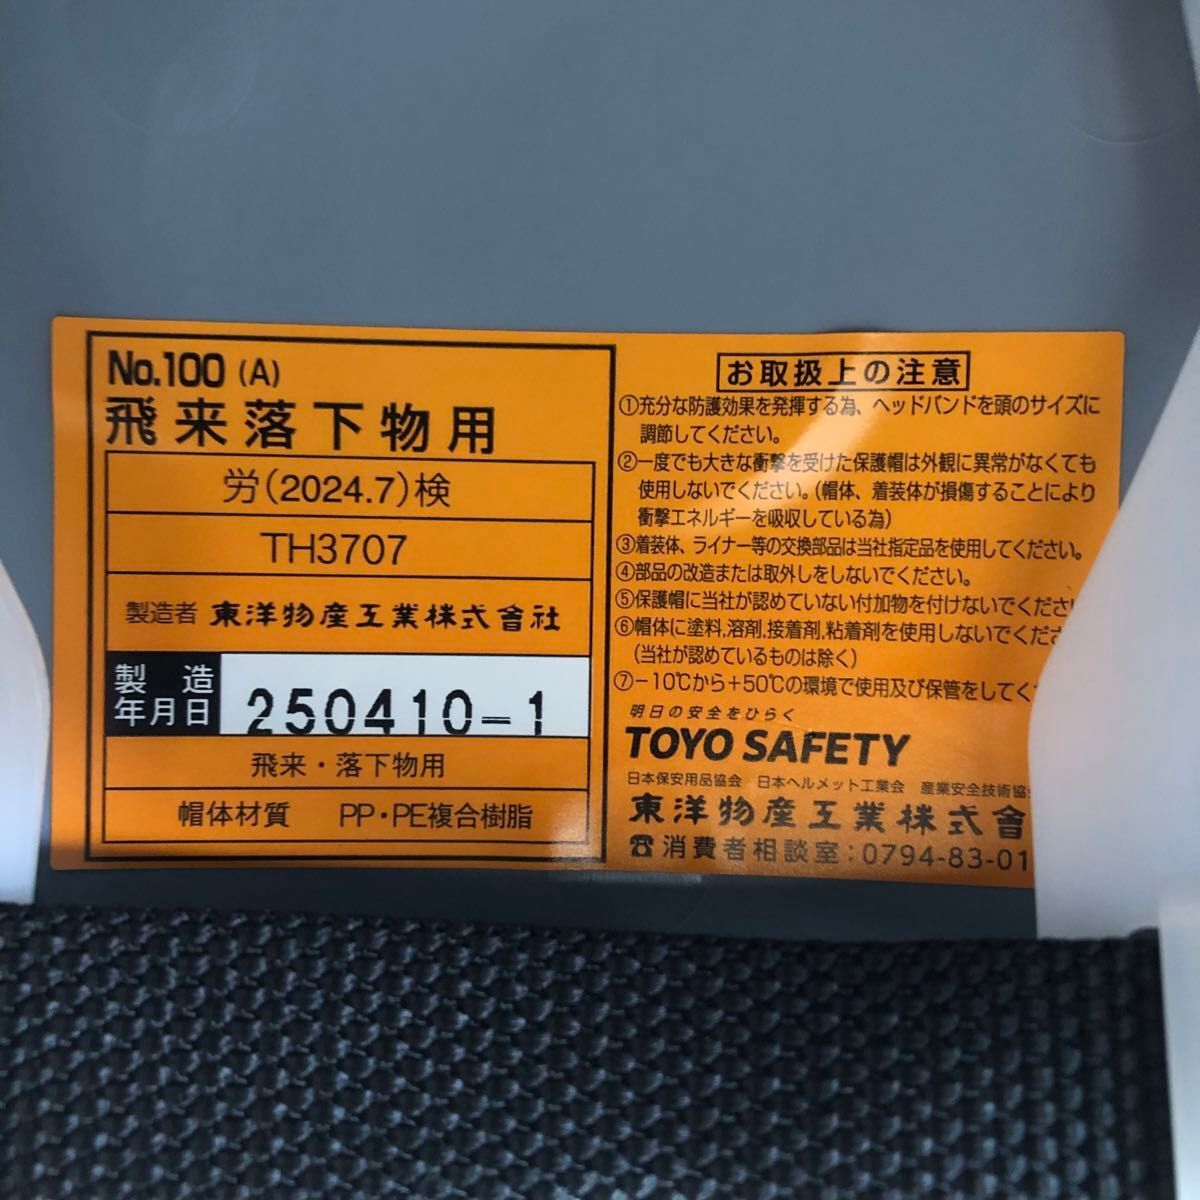 No.100 (A)
飛来落下物用
労(2024.7)検
TH3707
製造者 東洋物産工業株式會社
製造年月日 250410-1
飛来・落下物用
帽体材質 PP・PE複合樹脂
お取扱上の注意
①充分な防護効果を発揮する為、ヘッドバンドを頭のサイズに
調節してください。
②一度でも大きな衝撃を受けた保護帽は外観に異常がなくても
使用しないでください。(帽体、着装体が損傷することにより
衝撃エネルギーを吸収している為)
③着装体、ライナー等の交換部品は当社指定品を使用してください。
④部品の改造または取外しをしないでください。
⑤保護帽に当社が認めていない付加物を付けないでくださ
⑥帽体に塗料,溶剤,接着剤,粘着剤を使用しないでくだ
(当社が認めているものは除く)
⑦−10℃から+50℃の環境で使用及び保管をしてく
明日の安全をひらく
TOYO SAFETY
日本保安用品協会 日本ヘルメット工業会 産業安全技術協
東洋物産工業株式會
☎消費者相談室:0794-83-01